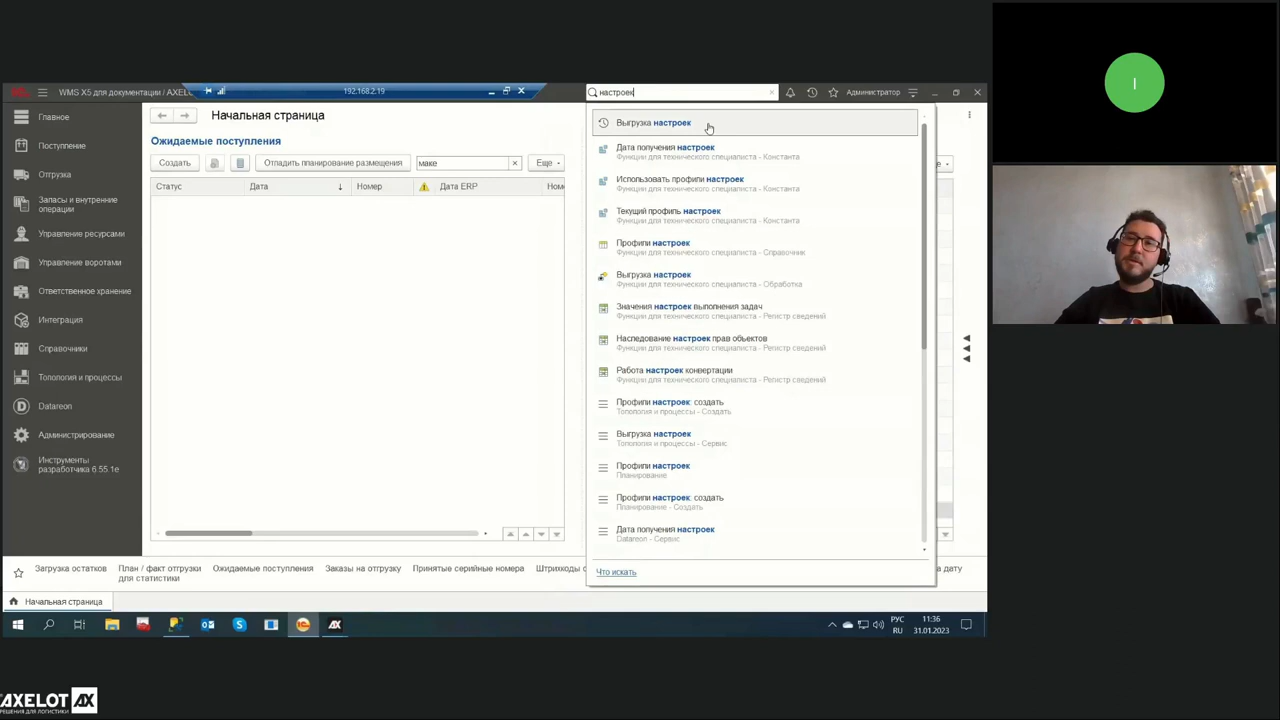 I
WMS X5 для документации / AXELO
192.168.2.19
настроек
Администратор
Главное
Поступление
Отгрузка
Запасы и внутренние
операции
Управление ресурсами
Управление воротами
Ответственное хранение
Интеграция
Справочники
Топология и процессы
Datareon
Администрирование
Инструменты
разработчика 6.55.1e
Начальная страница
Ожидаемые поступления
Создать
Отладить планирование размещения
маке
Еще
Статус
Дата
Номер
Дата ERP
Номе
Выгрузка настроек
Дата получения настроек
Функции для технического специалиста - Константа
Использовать профили настроек
Функции для технического специалиста - Константа
Текущий профиль настроек
Функции для технического специалиста - Константа
Профили настроек
Функции для технического специалиста - Справочник
Выгрузка настроек
Функции для технического специалиста - Обработка
Значения настроек выполнения задач
Функции для технического специалиста - Регистр сведений
Наследование настроек прав объектов
Функции для технического специалиста - Регистр сведений
Работа настроек конвертации
Функции для технического специалиста - Регистр сведений
Профили настроек: создать
Топология и процессы - Создать
Выгрузка настроек
Топология и процессы - Сервис
Профили настроек
Планирование
Профили настроек: создать
Планирование - Создать
Дата получения настроек
Datareon - Сервис
Что искать
Загрузка остатков
План / факт отгрузки
для статистики
Ожидаемые поступления
Заказы на отгрузку
Принятые серийные номера
Штрихкоды с
а дату
Начальная страница
РУС
RU
11:36
31.01.2023
AXELOT AX
РЕШЕНИЯ ДЛЯ ЛОГИСТИКИ